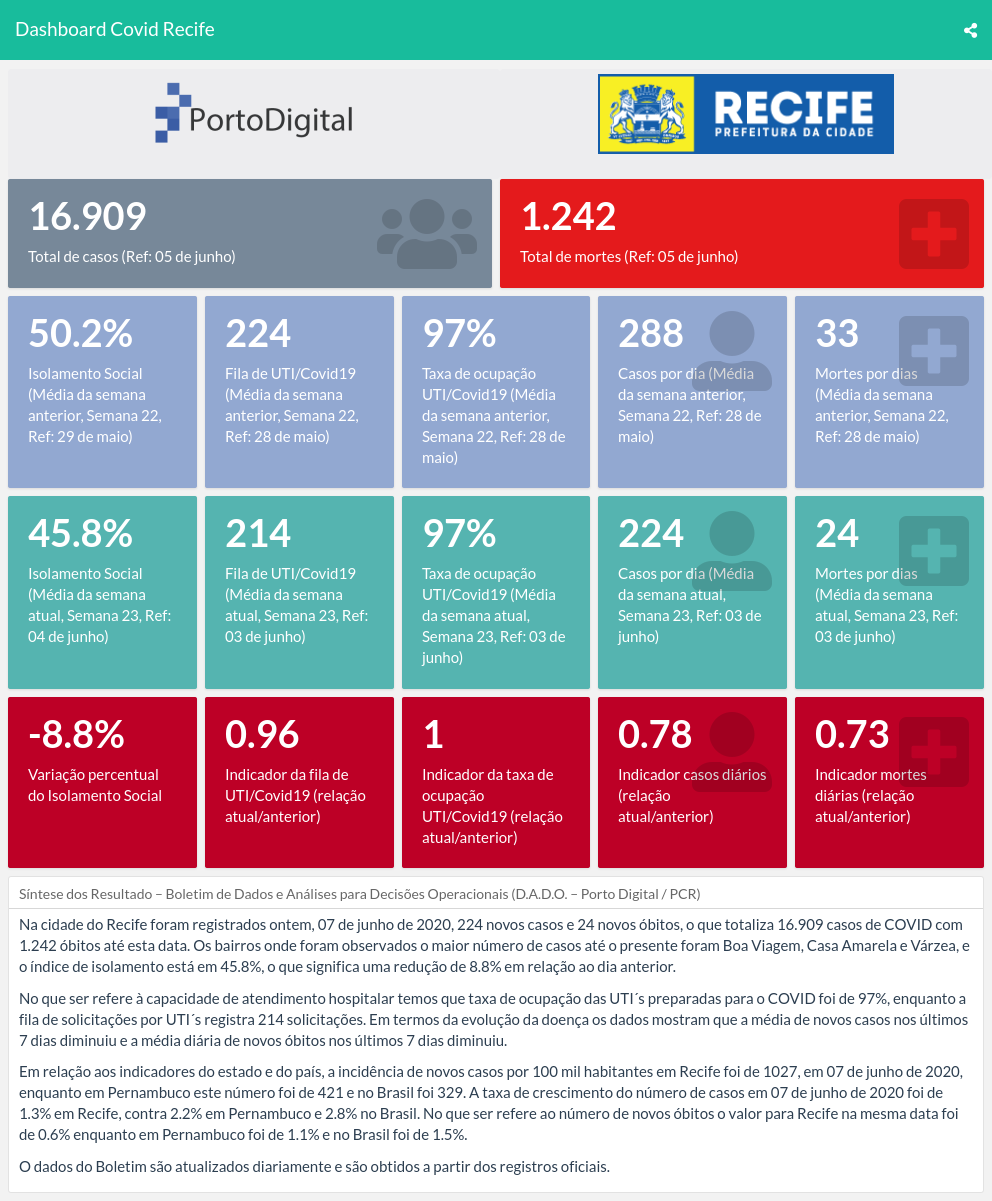 Dashboard Covid Recife
PortoDigital
RECIFE
PREFEITURA DA CIDADE
16.909
Total de casos (Ref: 05 de junho)
1.242
Total de mortes (Ref: 05 de junho)
50.2%
Isolamento Social
(Média da semana
anterior, Semana 22,
Ref: 29 de maio)
224
Fila de UTI/Covid19
(Média da semana
anterior, Semana 22,
Ref: 28 de maio)
97%
Taxa de ocupação
UTI/Covid19 (Média
da semana anterior,
Semana 22, Ref: 28 de
maio)
288
Casos por dia (Média
da semana anterior,
Semana 22, Ref: 28 de
maio)
33
Mortes por dias
(Média da semana
anterior, Semana 22,
Ref: 28 de maio)
45.8%
Isolamento Social
(Média da semana
atual, Semana 23, Ref:
04 de junho)
214
Fila de UTI/Covid19
(Média da semana
atual, Semana 23, Ref:
03 de junho)
97%
Taxa de ocupação
UTI/Covid19 (Média
da semana atual,
Semana 23, Ref: 03 de
junho)
224
Casos por dia (Média
da semana atual,
Semana 23, Ref: 03 de
junho)
24
Mortes por dias
(Média da semana
atual, Semana 23, Ref:
03 de junho)
-8.8%
Variação percentual
do Isolamento Social
0.96
Indicador da fila de
UTI/Covid19 (relação
atual/anterior)
1
Indicador da taxa de
ocupação
UTI/Covid19 (relação
atual/anterior)
0.78
Indicador casos diários
(relação
atual/anterior)
0.73
Indicador mortes
diárias (relação
atual/anterior)
Síntese dos Resultado – Boletim de Dados e Análises para Decisões Operacionais (D.A.D.O. – Porto Digital / PCR)
Na cidade do Recife foram registrados ontem, 07 de junho de 2020, 224 novos casos e 24 novos óbitos, o que totaliza 16.909 casos de COVID com
1.242 óbitos até esta data. Os bairros onde foram observados o maior número de casos até o presente foram Boa Viagem, Casa Amarela e Várzea, e
o índice de isolamento está em 45.8%, o que significa uma redução de 8.8% em relação ao dia anterior.
No que ser refere à capacidade de atendimento hospitalar temos que taxa de ocupação das UTI´s preparadas para o COVID foi de 97%, enquanto a
fila de solicitações por UTI´s registra 214 solicitações. Em termos da evolução da doença os dados mostram que a média de novos casos nos últimos
7 dias diminuiu e a média diária de novos óbitos nos últimos 7 dias diminuiu.
Em relação aos indicadores do estado e do país, a incidência de novos casos por 100 mil habitantes em Recife foi de 1027, em 07 de junho de 2020,
enquanto em Pernambuco este número foi de 421 e no Brasil foi 329. A taxa de crescimento do número de casos em 07 de junho de 2020 foi de
1.3% em Recife, contra 2.2% em Pernambuco e 2.8% no Brasil. No que ser refere ao número de novos óbitos o valor para Recife na mesma data foi
de 0.6% enquanto em Pernambuco foi de 1.1% e no Brasil foi de 1.5%.
O dados do Boletim são atualizados diariamente e são obtidos a partir dos registros oficiais.